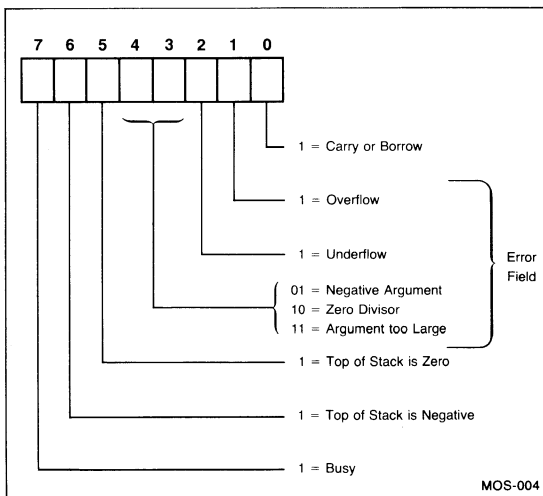 7 6 5 4 3 2 1 0
1 = Carry or Borrow
1 = Overflow
1 = Underflow
Error
Field
01 = Negative Argument
10 = Zero Divisor
11 = Argument too Large
1 = Top of Stack is Zero
1 = Top of Stack is Negative
1 = Busy
MOS-004